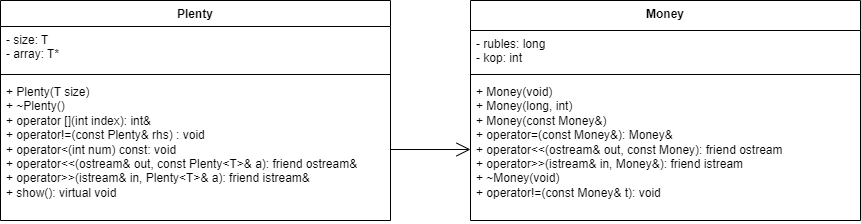 Plenty
- size: T
- array: T*
+ Plenty(T size)
+ ~Plenty()
+ operator [](int index): int&
+ operator!=(const Plenty& rhs) : void
+ operator<(int num) const: void
+ operator<<(ostream& out, const Plenty<T>& a): friend ostream&
+ operator>>(istream& in, Plenty<T>& a): friend istream&
+ show(): virtual void
Money
- rubles: long
- kop: int
+ Money(void)
+ Money(long, int)
+ Money(const Money&)
+ operator=(const Money&): Money&
+ operator<<(ostream& out, const Money): friend ostream
+ operator>>(istream& in, Money&): friend istream
+ ~Money(void)
+ operator!=(const Money& t): void